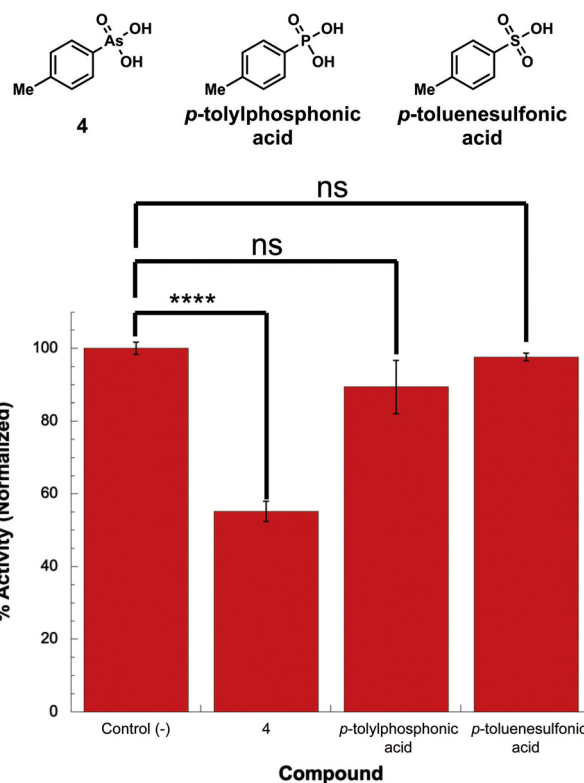 O
As
OH
OH
Me
4
O
P
OH
OH
Me
p-tolylphosphonic
acid
O
S
OH
O
Me
p-toluenesulfonic
acid
ns
ns
****
% Activity (Normalized)
100
80
60
40
20
0
Control (-)
4
p-tolylphosphonic
acid
p-toluenesulfonic
acid
Compound